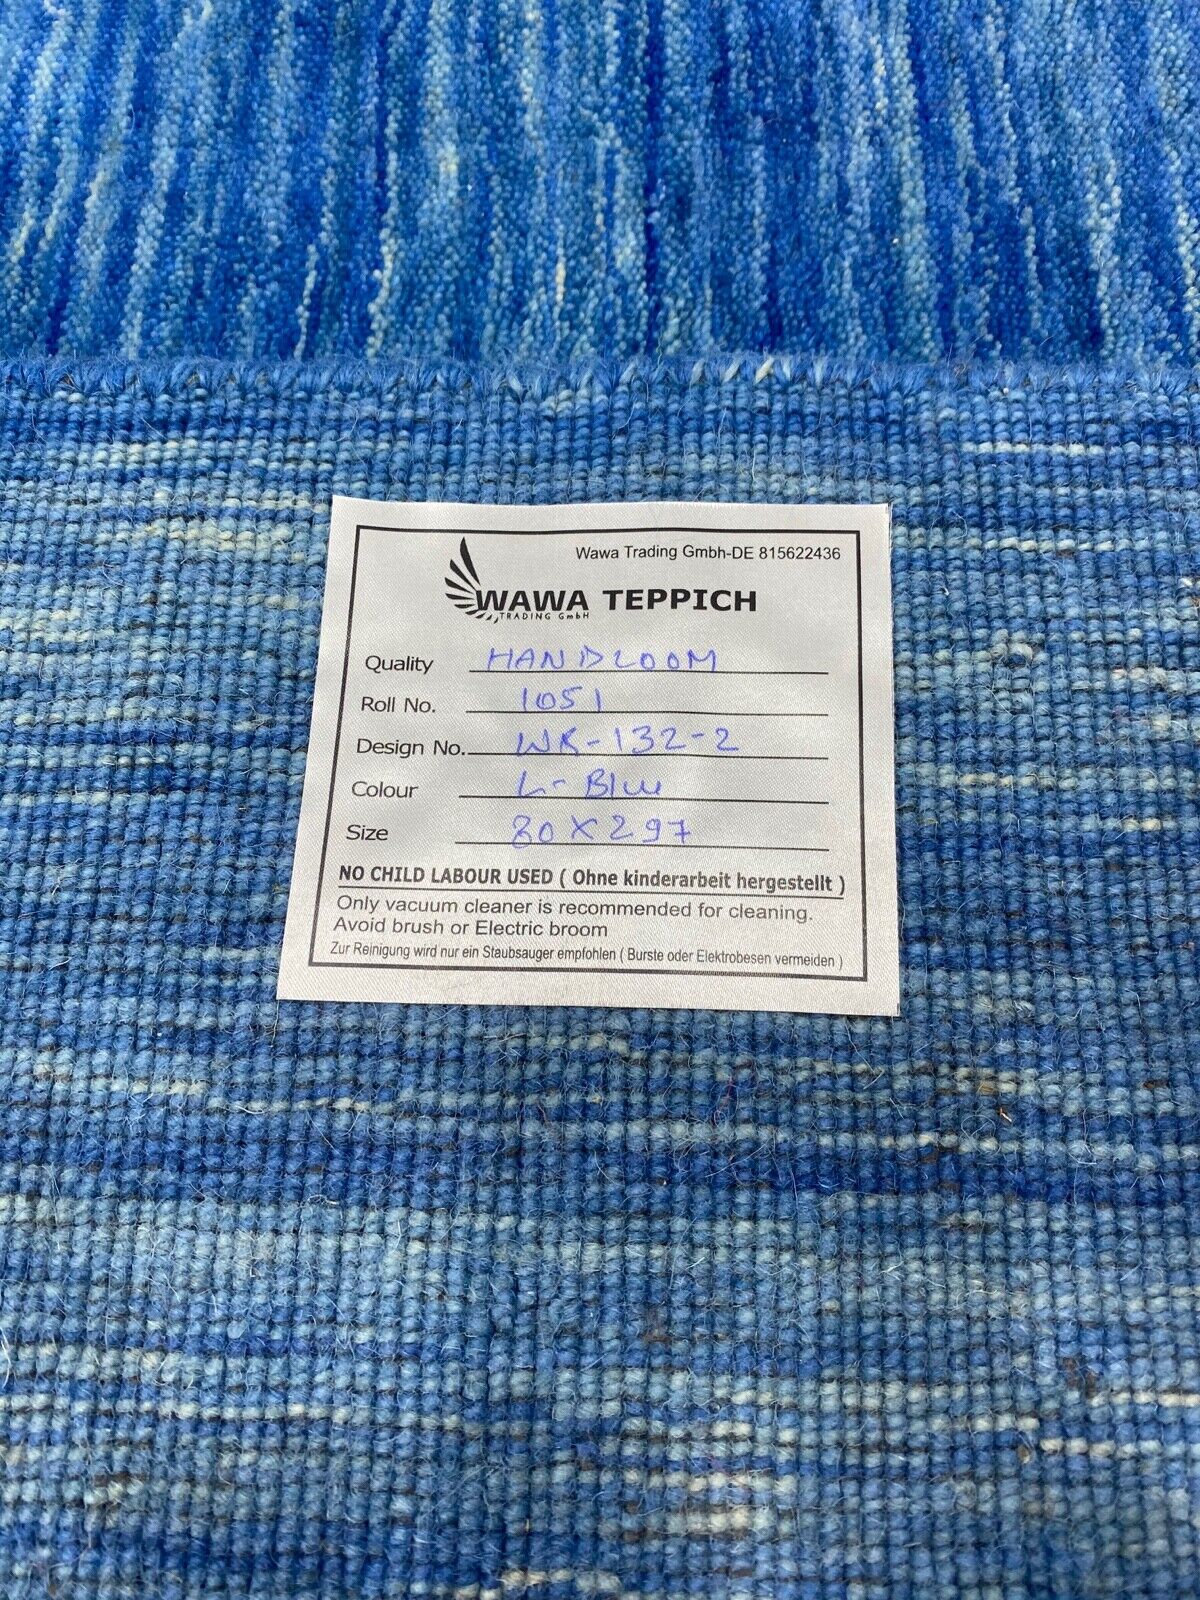 Wawa Trading Gmbh-DE 815622436
WAWA TEPPICH
TRADING GmbH
Quality HANDLOOM
Roll No. 1051
Design No. WK-132-2
Colour L-Blue
Size 80X297
NO CHILD LABOUR USED ( Ohne kinderarbeit hergestellt )
Only vacuum cleaner is recommended for cleaning.
Avoid brush or Electric broom
Zur Reinigung wird nur ein Staubsauger empfohlen ( Burste oder Elektrobesen vermeiden )